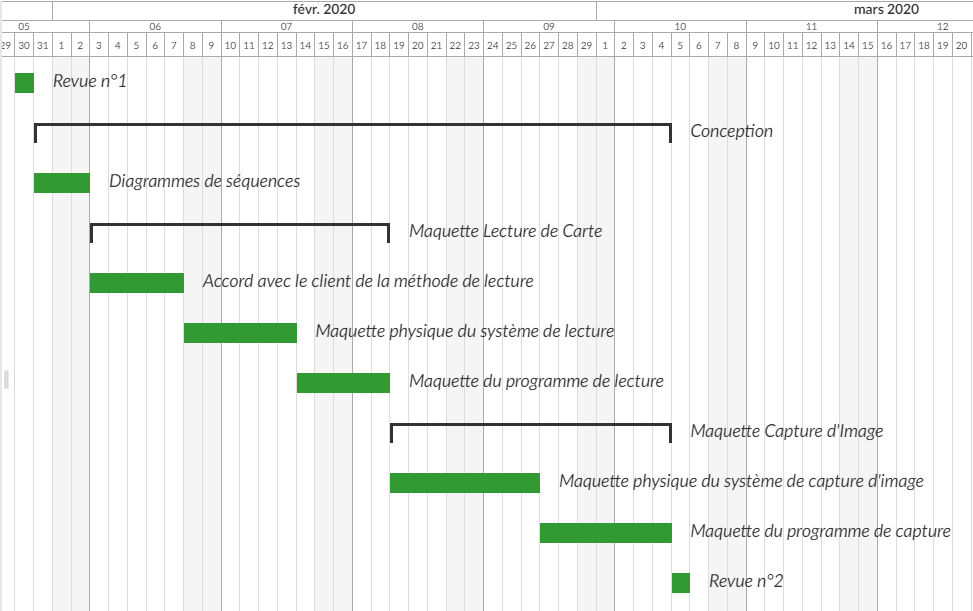 févr. 2020 mars 2020
05 06 07 08 09 10 11 12
29 30 31 1 2 3 4 5 6 7 8 9 10 11 12 13 14 15 16 17 18 19 20 21 22 23 24 25 26 27 28 29 1 2 3 4 5 6 7 8 9 10 11 12 13 14 15 16 17 18 19 20
Revue n°1
Conception
Diagrammes de séquences
Maquette Lecture de Carte
Accord avec le client de la méthode de lecture
Maquette physique du système de lecture
Maquette du programme de lecture
Maquette Capture d'Image
Maquette physique du système de capture d'image
Maquette du programme de capture
Revue n°2